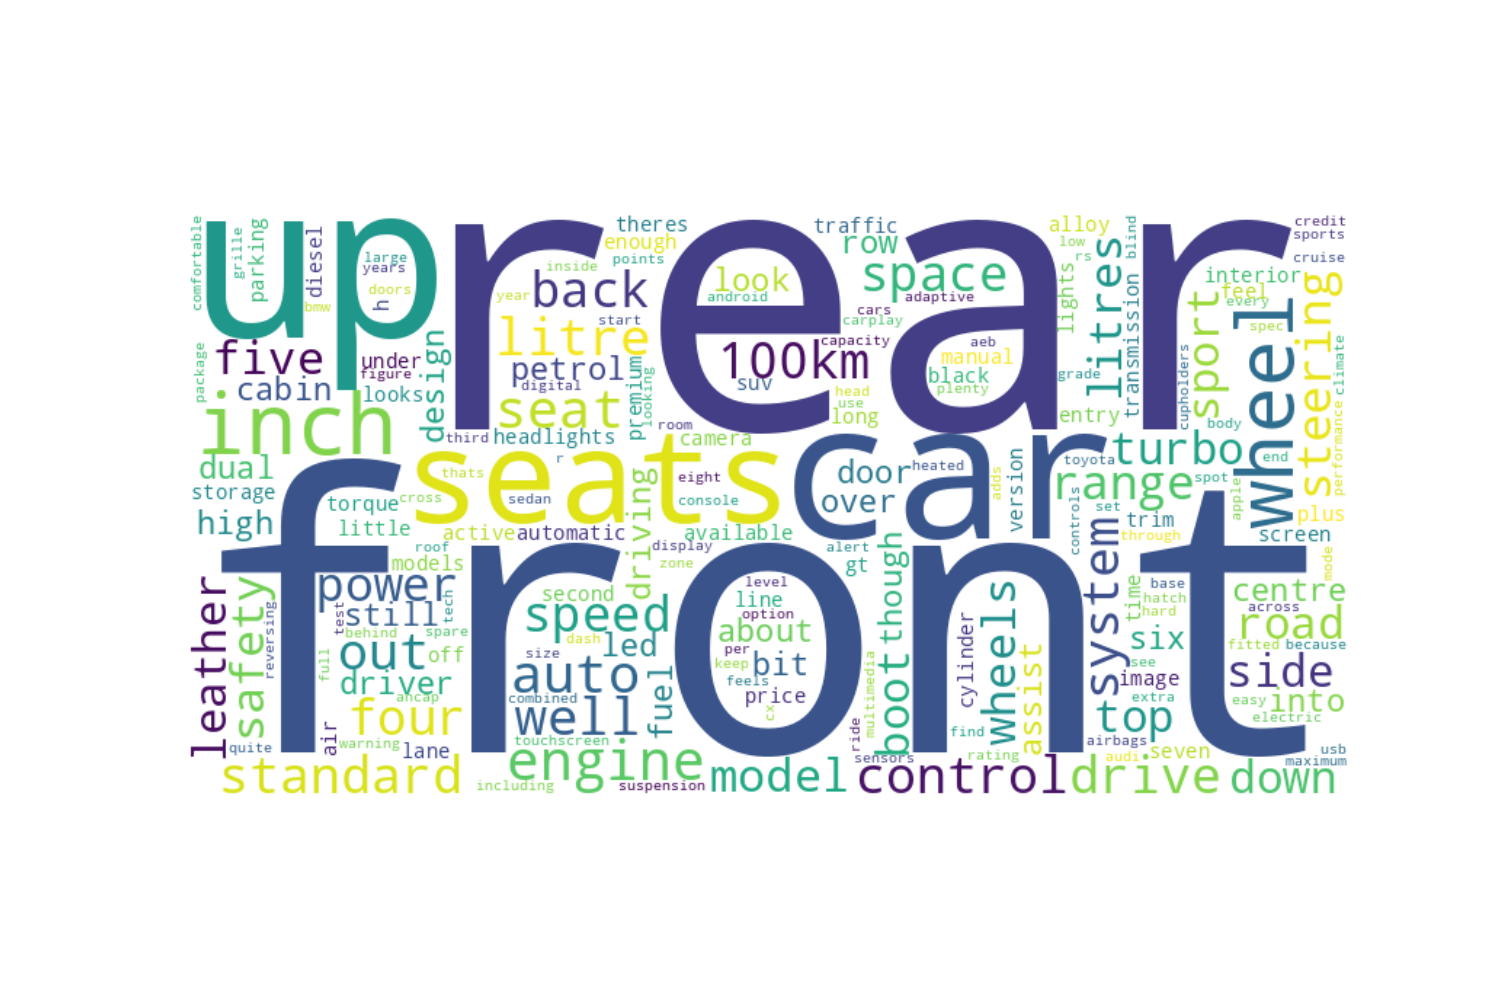 up
rear
front
seats
car
comfortable
grille
parking
diesel
large
years
doors
h
bmw
theres
enough
points
inside
year
back
start
litre
petrol
digital
seat
traffic
row
space
look
android
adaptive
cars
carplay
capacity
100km
suv
aeb
manual
black
plenty
head
use
long
alloy
low
rs
lights
blind
transmission
litres
grade
entry
cupholders
sport
credit
sports
cruise
interior
feel
every
spec
wheel
steering
climate
performance
package
five
under
figure
cabin
looks
inch
design
premium
looking
room
third
headlights
camera
r
dual
storage
high
torque
cross
little
thats
sedan
eight
console
driving
active
automatic
available
door
over
heated
adds
version
toyota
turbo
range
spot
body
end
apple
plus
screen
mode
controls
set
trim
through
system
roof
models
display
zone
alert
gt
level
line
option
about
per
keep
bit
feels
price
cx
leather
safety
reversing
power
test
still
tech
behind
spare
full
out
off
driver
ancap
four
air
warning
lane
quite
standard
second
speed
dash
size
led
auto
combined
well
fuel
touchscreen
engine
including
suspension
model
though
boot
multimedia
ride
sensors
control
cylinder
wheels
find
rating
assist
time
base
hatch
hard
six
see
image
extra
top
airbags
audi
seven
drive
centre
across
road
fitted
because
side
easy
into
electric
usb
maximum
down